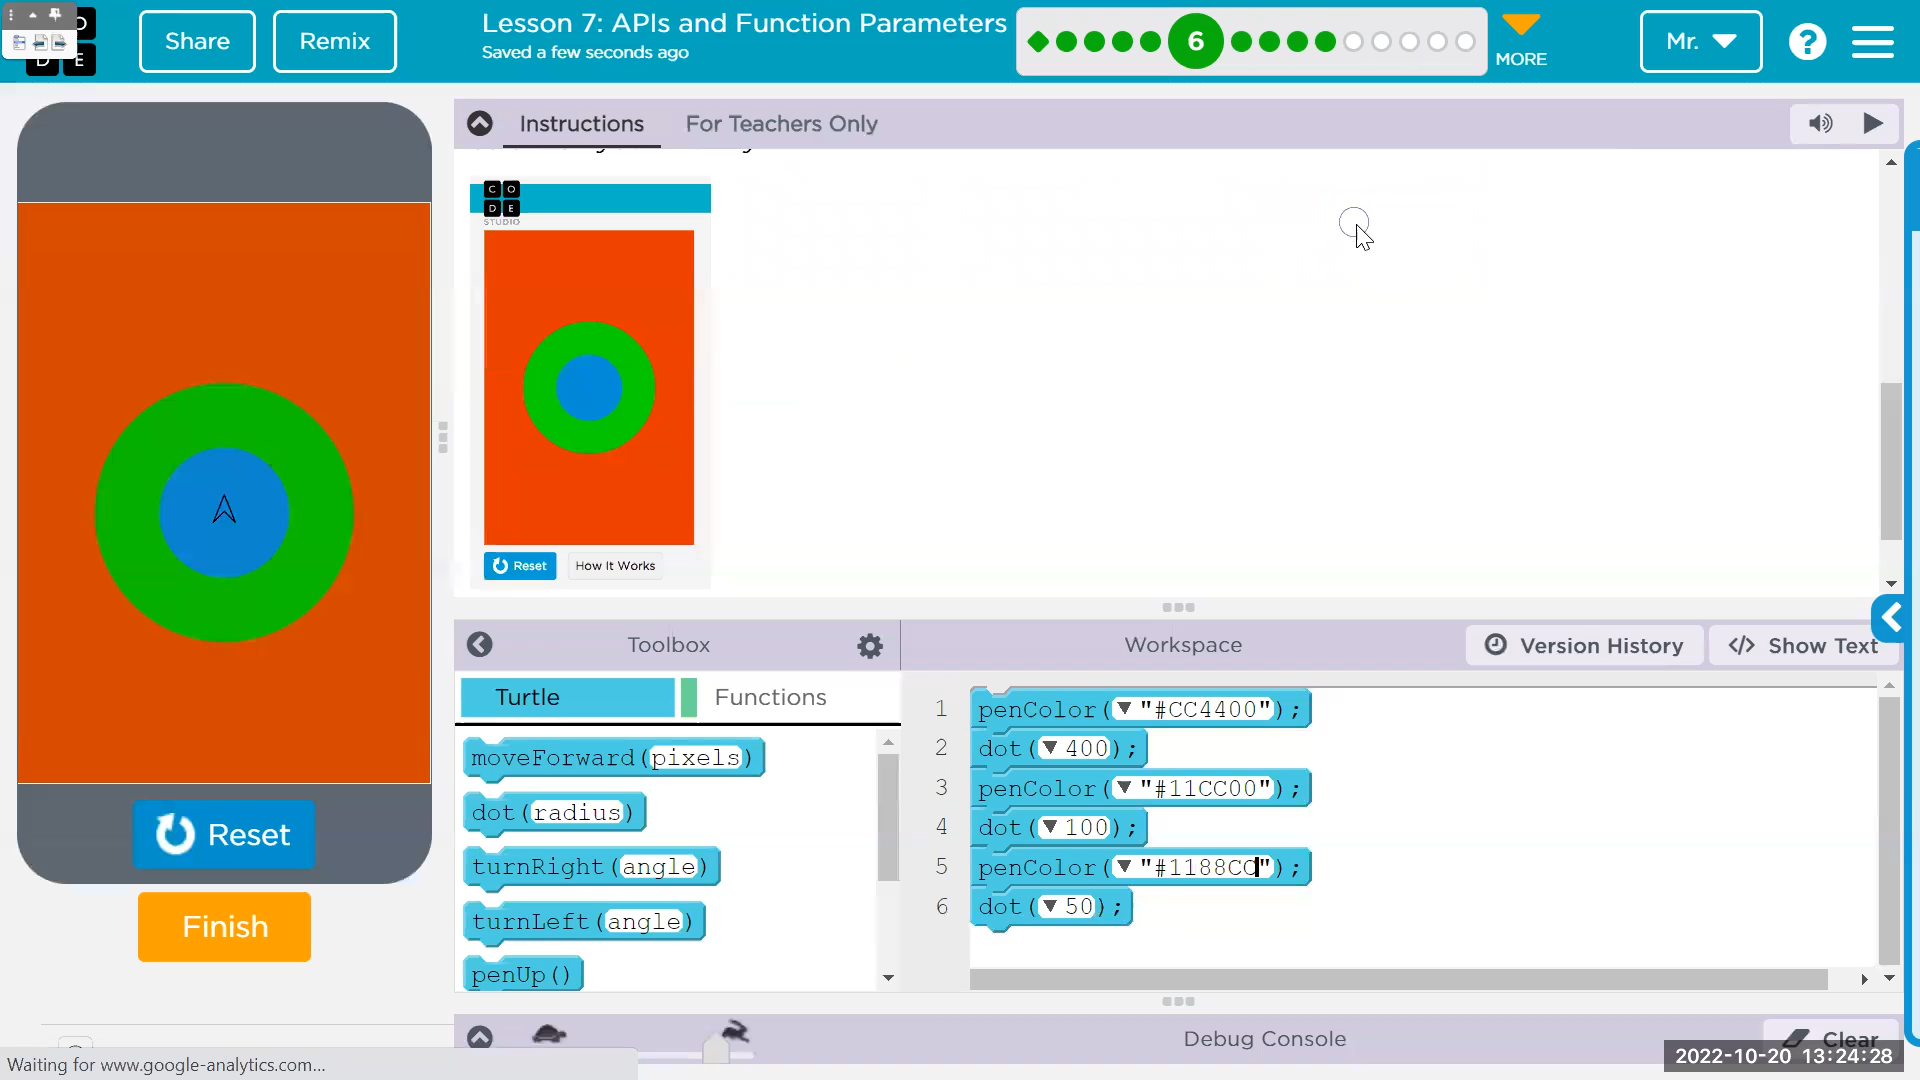 Share
Remix
Lesson 7: APIs and Function Parameters
Saved a few seconds ago
6
MORE
Mr.
?
O
D E
Instructions
For Teachers Only
C O
D E
STUDIO
Reset
How It Works
Reset
Finish
Toolbox
Workspace
Version History
</> Show Text
Turtle
Functions
moveForward(pixels)
dot(radius)
turnRight(angle)
turnLeft(angle)
penUp()
1 penColor(▼"#CC4400");
2 dot(▼400);
3 penColor(▼"#11CC00");
4 dot(▼100);
5 penColor(▼"#1188CC");
6 dot(▼50);
Debug Console
Clear
Waiting for www.google-analytics.com...
2022-10-20 13:24:28